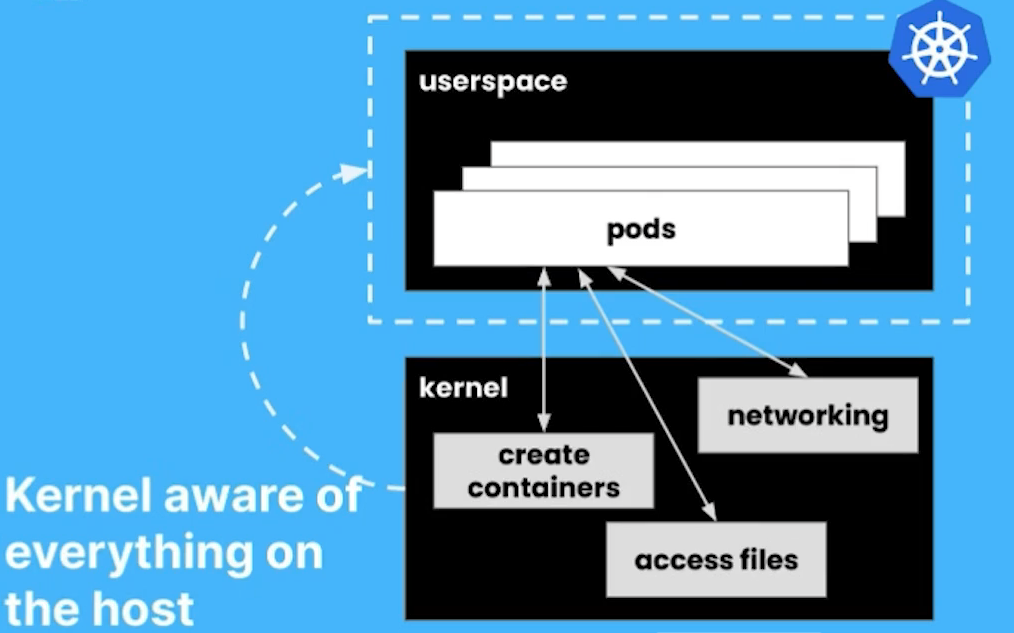 userspace
pods
kernel
networking
create
containers
access files
Kernel aware of
everything on
the host